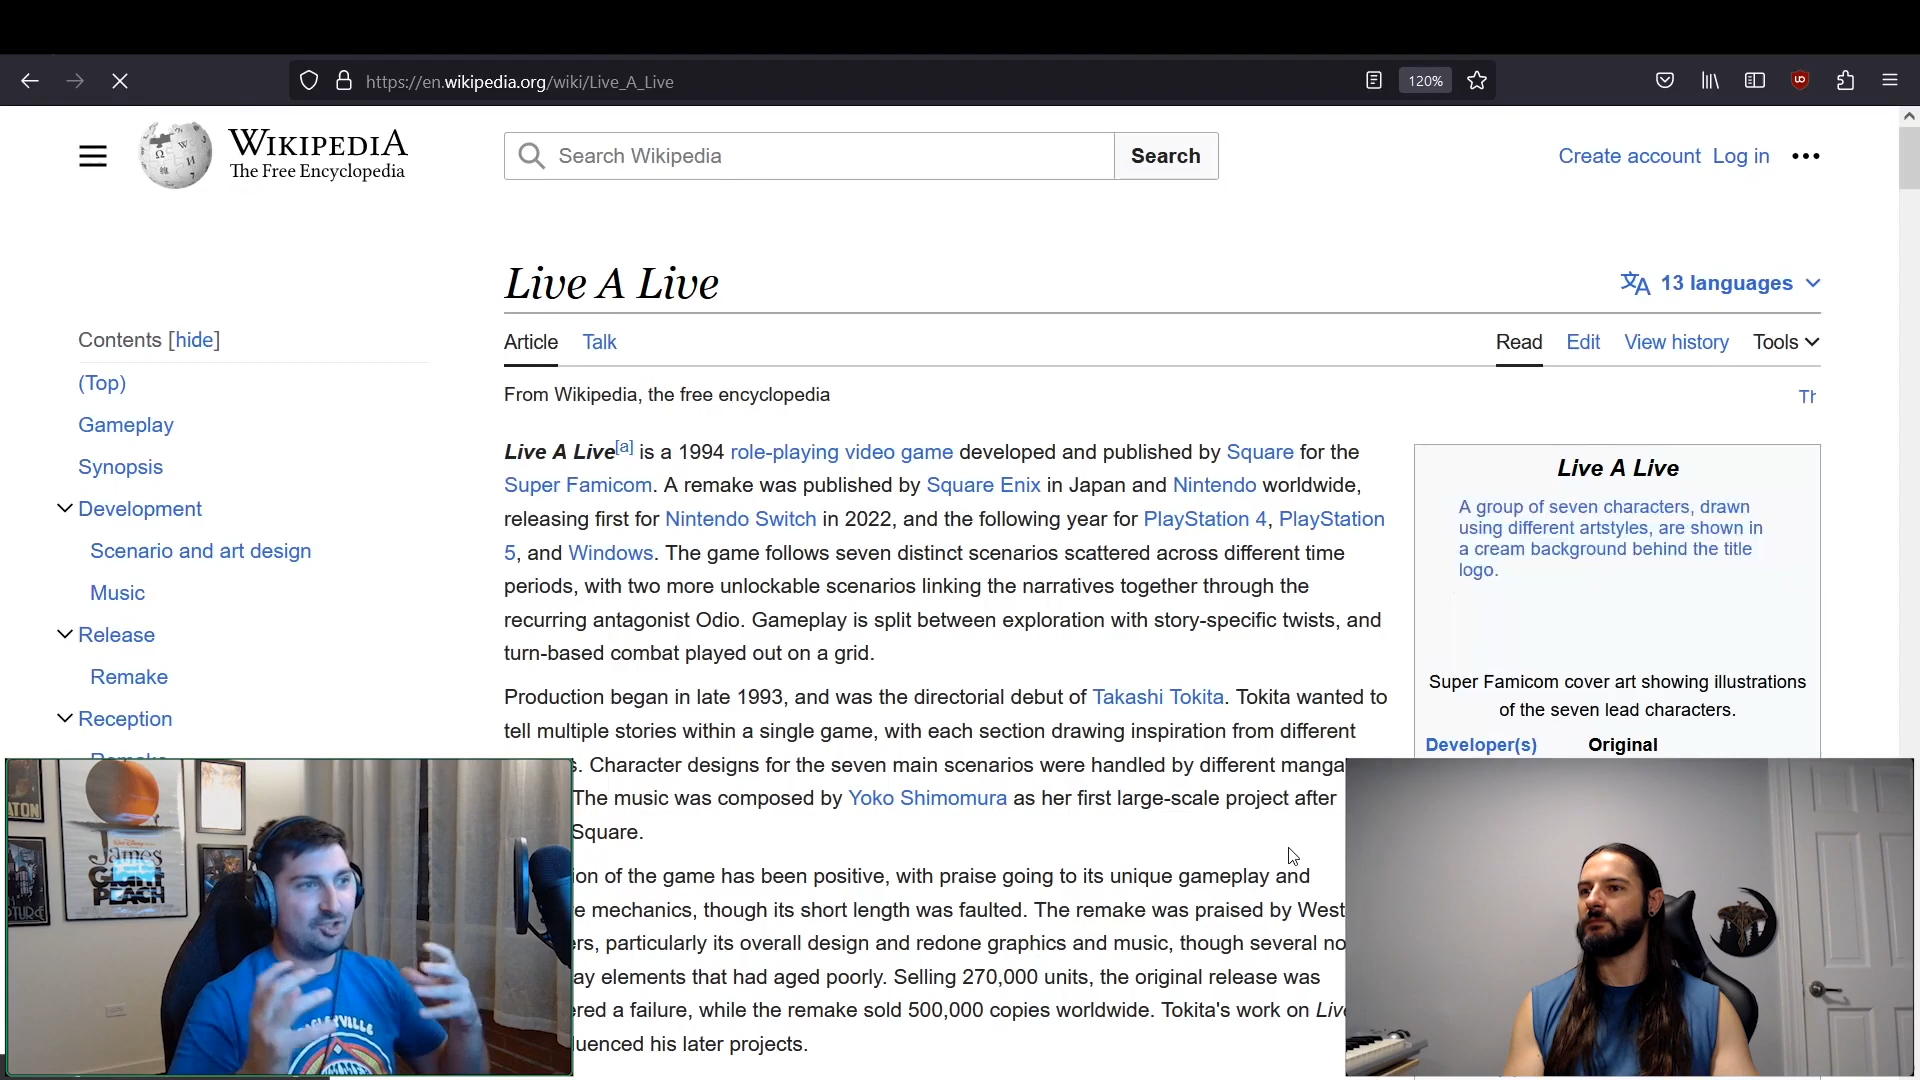 https://en.wikipedia.org/wiki/Live_A_Live
120%
WIKIPEDIA
The Free Encyclopedia
Search Wikipedia
Search
Create account Log in
Live A Live
13 languages
Contents [hide]
Article Talk
Read Edit View history Tools
(Top)
From Wikipedia, the free encyclopedia
Gameplay
Synopsis
Development
Scenario and art design
Music
Release
Remake
Reception
Live A Live[a] is a 1994 role-playing video game developed and published by Square for the
Super Famicom. A remake was published by Square Enix in Japan and Nintendo worldwide,
releasing first for Nintendo Switch in 2022, and the following year for PlayStation 4, PlayStation
5, and Windows. The game follows seven distinct scenarios scattered across different time
periods, with two more unlockable scenarios linking the narratives together through the
recurring antagonist Odio. Gameplay is split between exploration with story-specific twists, and
turn-based combat played out on a grid.
Production began in late 1993, and was the directorial debut of Takashi Tokita. Tokita wanted to
tell multiple stories within a single game, with each section drawing inspiration from different
s. Character designs for the seven main scenarios were handled by different manga
The music was composed by Yoko Shimomura as her first large-scale project after
Square.
ion of the game has been positive, with praise going to its unique gameplay and
e mechanics, though its short length was faulted. The remake was praised by West
ers, particularly its overall design and redone graphics and music, though several no
ay elements that had aged poorly. Selling 270,000 units, the original release was
ered a failure, while the remake sold 500,000 copies worldwide. Tokita's work on Live
uenced his later projects.
Live A Live
A group of seven characters, drawn
using different artstyles, are shown in
a cream background behind the title
logo.
Super Famicom cover art showing illustrations
of the seven lead characters.
Developer(s) Original
James
PEACH